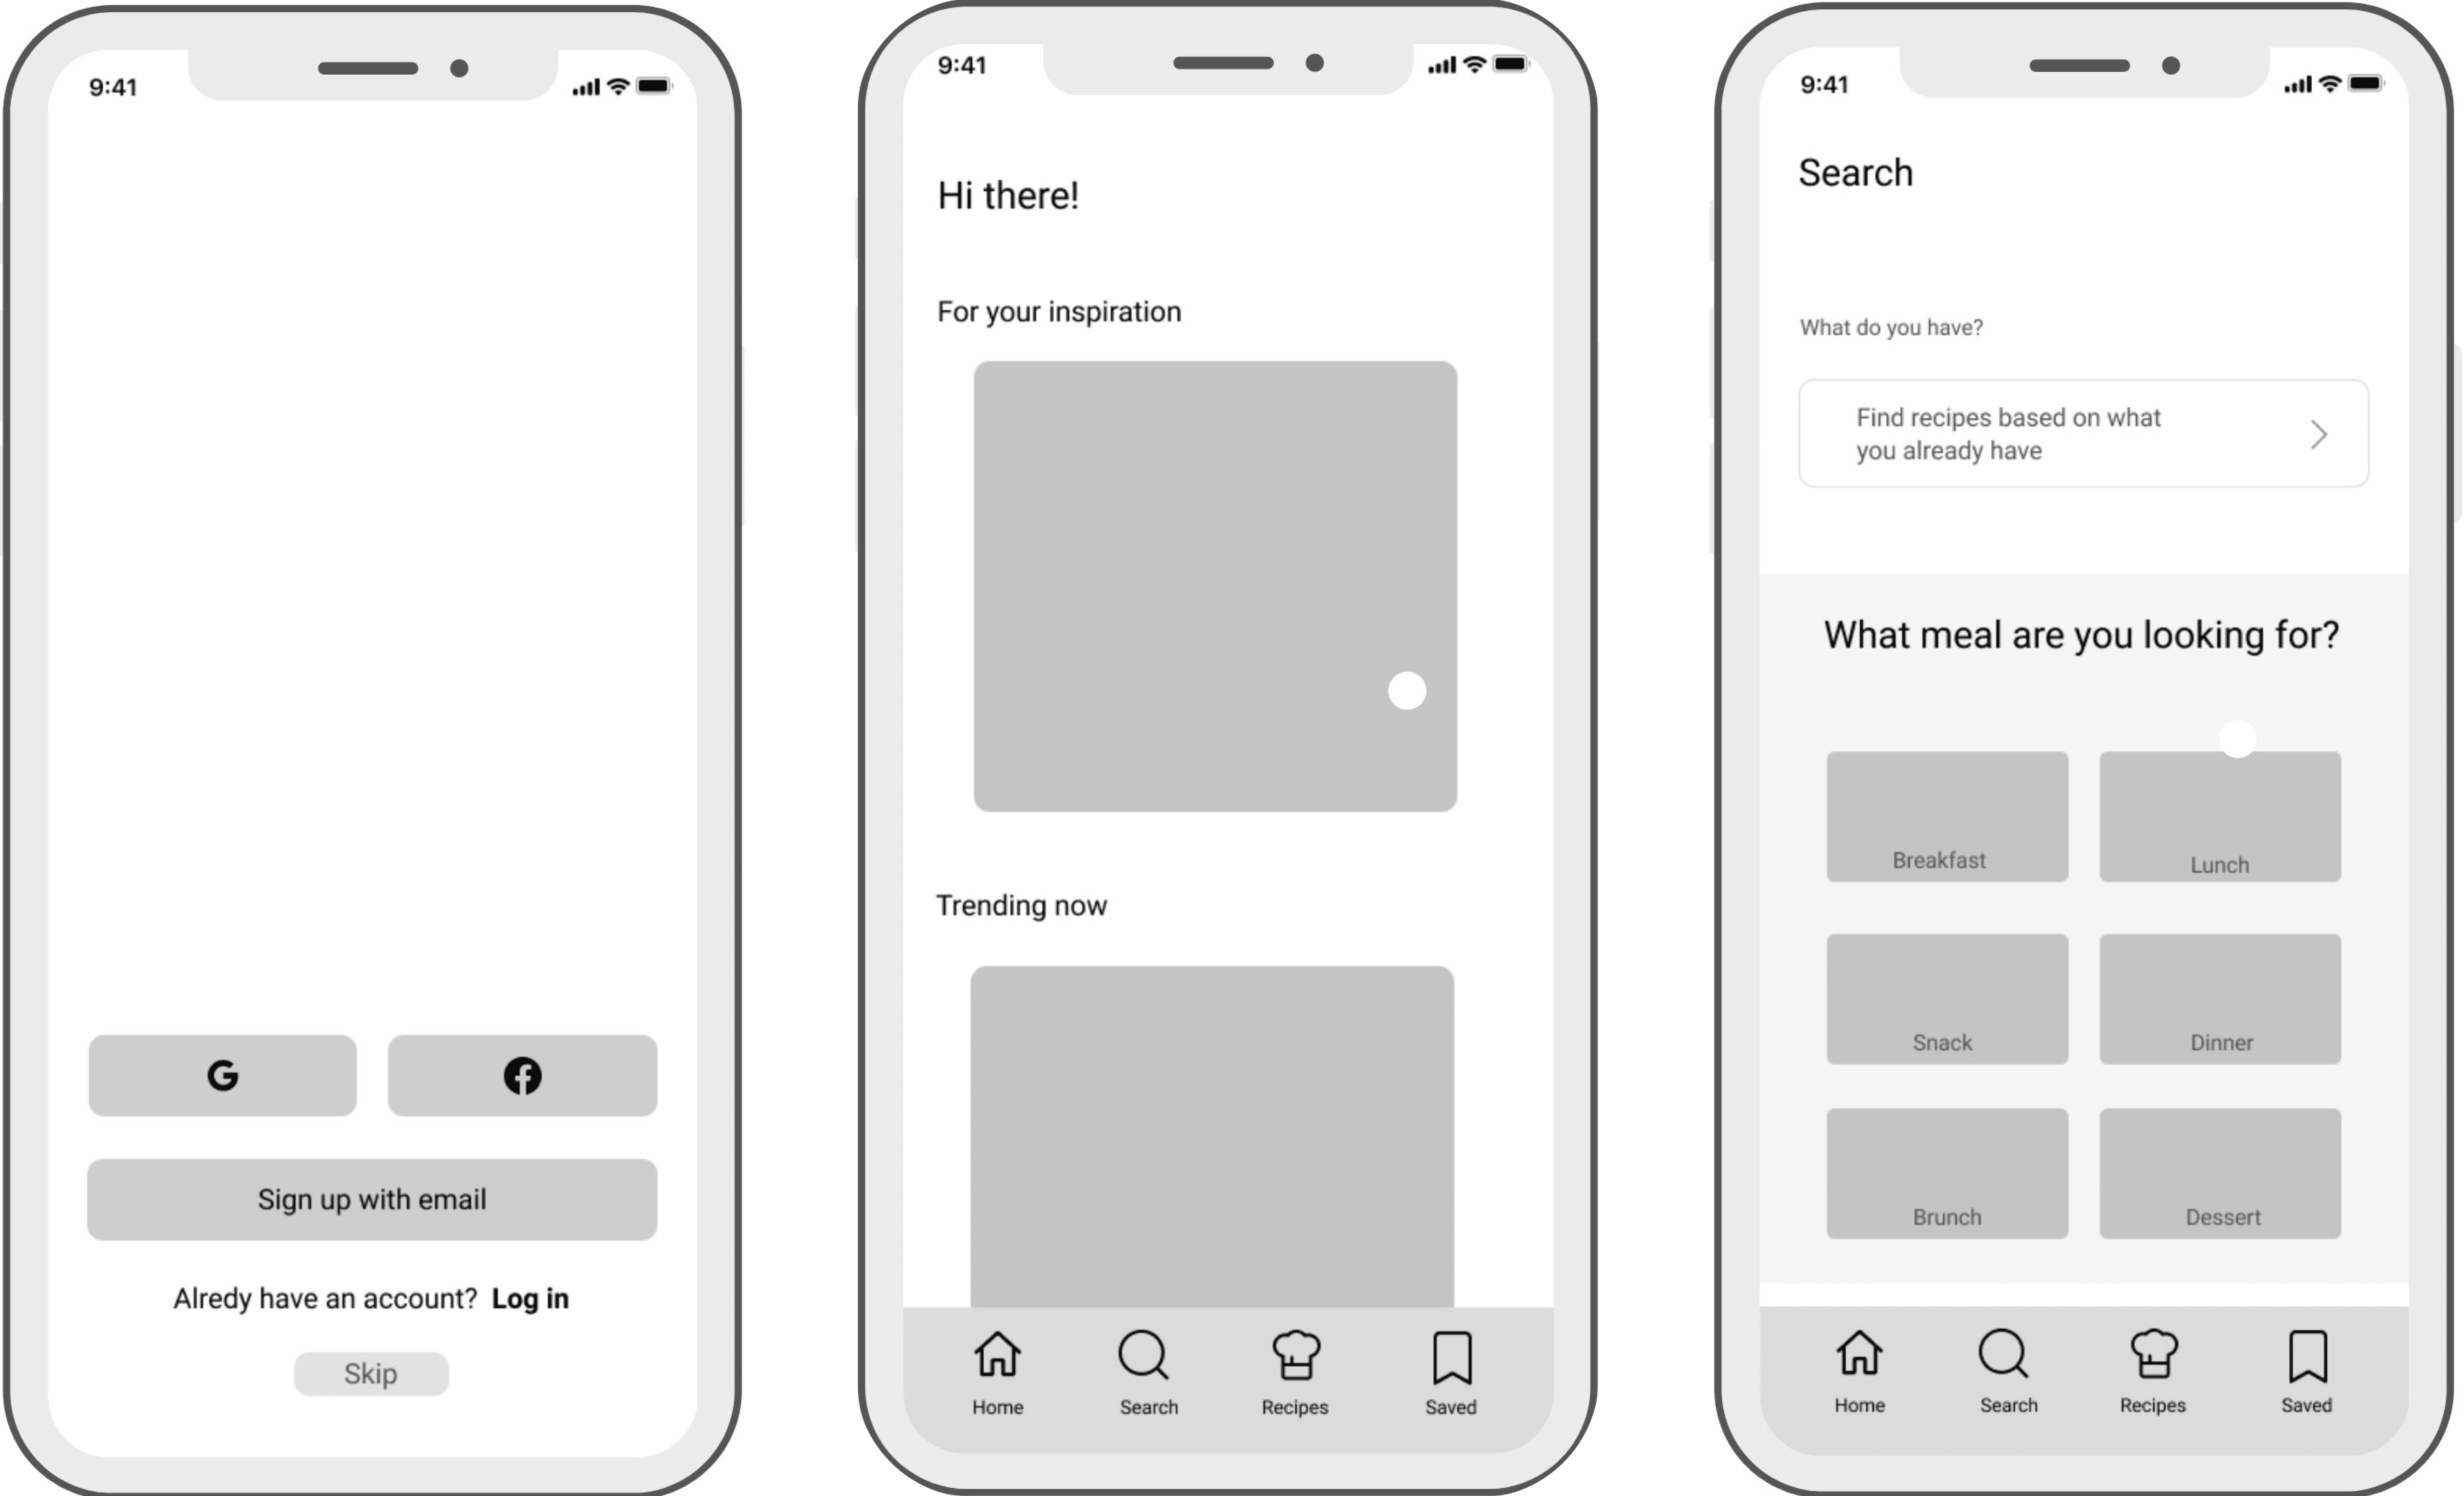 9:41
G
Sign up with email
Alredy have an account? Log in
Skip
9:41
Hi there!
For your inspiration
Trending now
Home Search Recipes Saved
9:41
Search
What do you have?
Find recipes based on what
you already have
What meal are you looking for?
Breakfast Lunch
Snack Dinner
Brunch Dessert
Home Search Recipes Saved